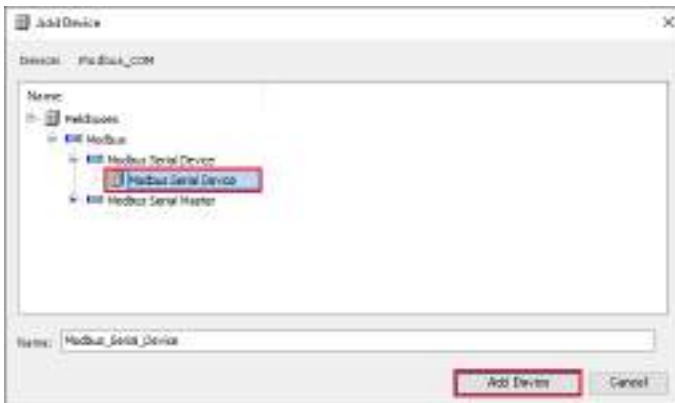 Add Device
Device: Modbus_COM
Name
Fieldbuses
Modbus
Modbus Serial Device
Modbus Serial Device
Modbus Serial Master
Name: Modbus_Serial_Device
Add Device Cancel